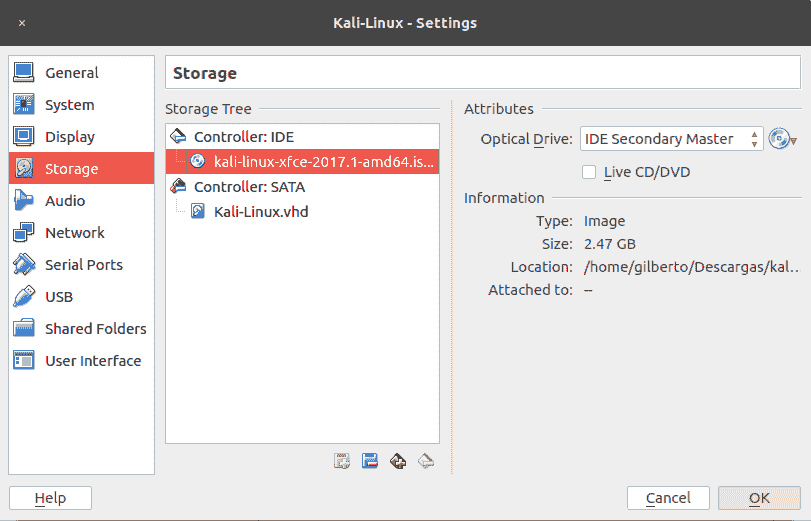 Kali-Linux - Settings
General
System
Display
Storage
Audio
Network
Serial Ports
USB
Shared Folders
User Interface
Storage
Storage Tree
Controller: IDE
kali-linux-xfce-2017.1-amd64.is...
Controller: SATA
Kali-Linux.vhd
Attributes
Optical Drive: IDE Secondary Master
Live CD/DVD
Information
Type: Image
Size: 2.47 GB
Location: /home/gilberto/Descargas/kal...
Attached to: --
Help
Cancel
OK